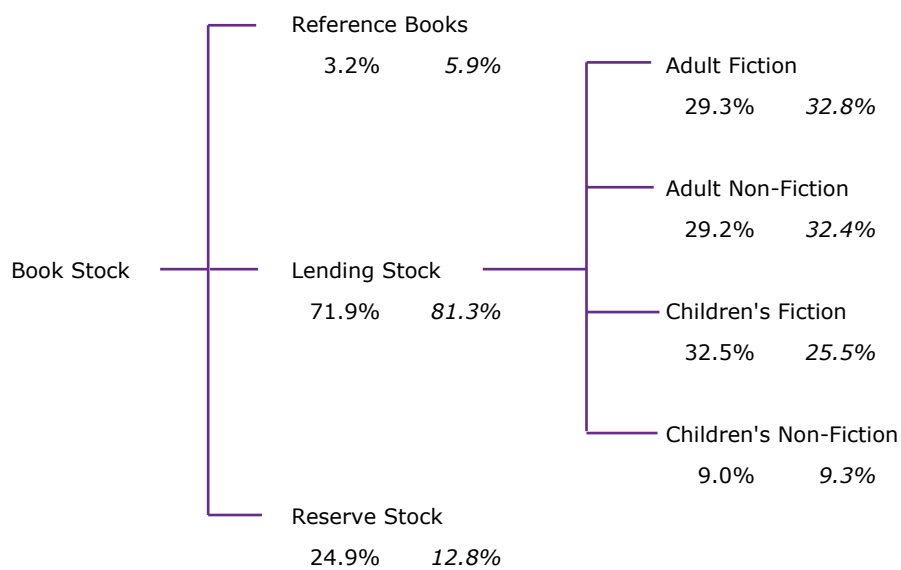 Reference Books
3.2% 5.9%
Adult Fiction
29.3% 32.8%
Adult Non-Fiction
29.2% 32.4%
Book Stock
Lending Stock
71.9% 81.3%
Children's Fiction
32.5% 25.5%
Children's Non-Fiction
9.0% 9.3%
Reserve Stock
24.9% 12.8%